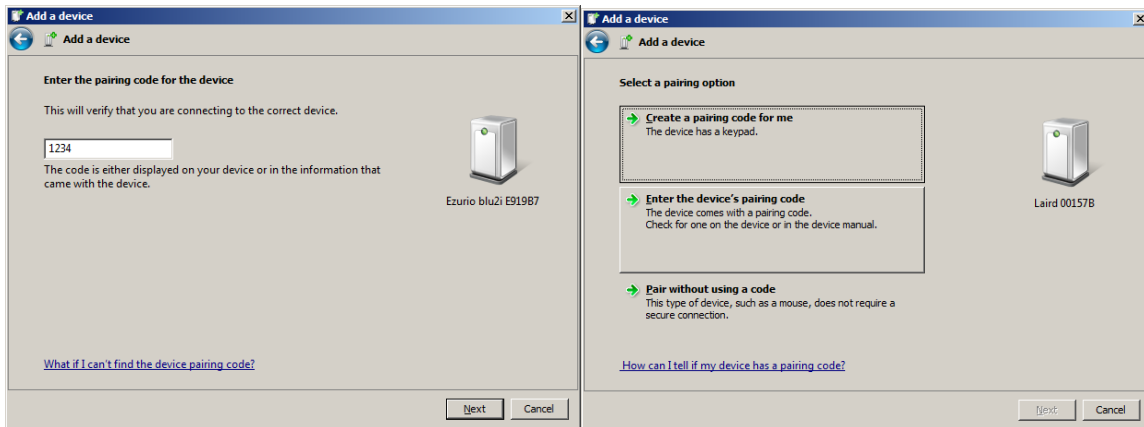 Add a device
Add a device
Enter the pairing code for the device
This will verify that you are connecting to the correct device.
1234
The code is either displayed on your device or in the information that
came with the device.
Ezurio blu2i E919B7
What if I can't find the device pairing code?
Next
Cancel
Add a device
Add a device
Select a pairing option
Create a pairing code for me
The device has a keypad.
Enter the device's pairing code
The device comes with a pairing code.
Check for one on the device or in the device manual.
Laird 00157B
Pair without using a code
This type of device, such as a mouse, does not require a
secure connection.
How can I tell if my device has a pairing code?
Next
Cancel